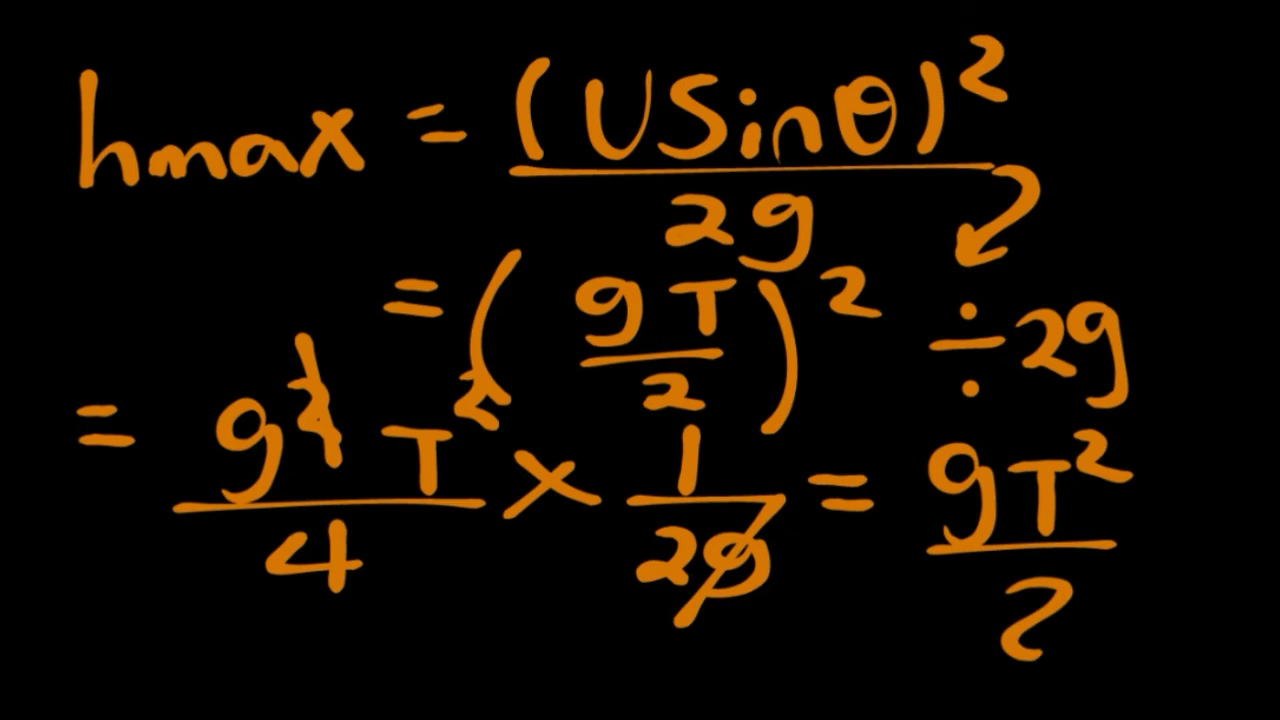 hmax = (USinθ)²/2g
= (gT/2)² ÷ 2g
= g²T²/4 × 1/2g = gT²/2